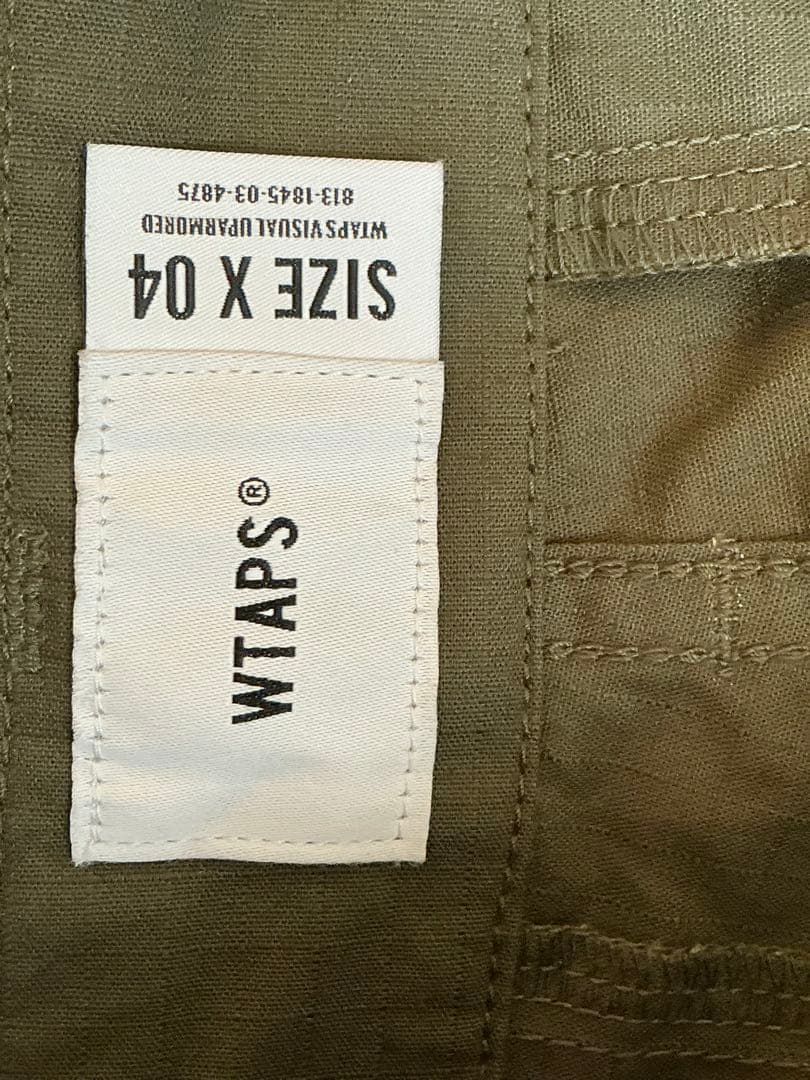 SIZE X 04
WTAPS VISUAL UPARMORED
813-1845-03-4875
WTAPS®